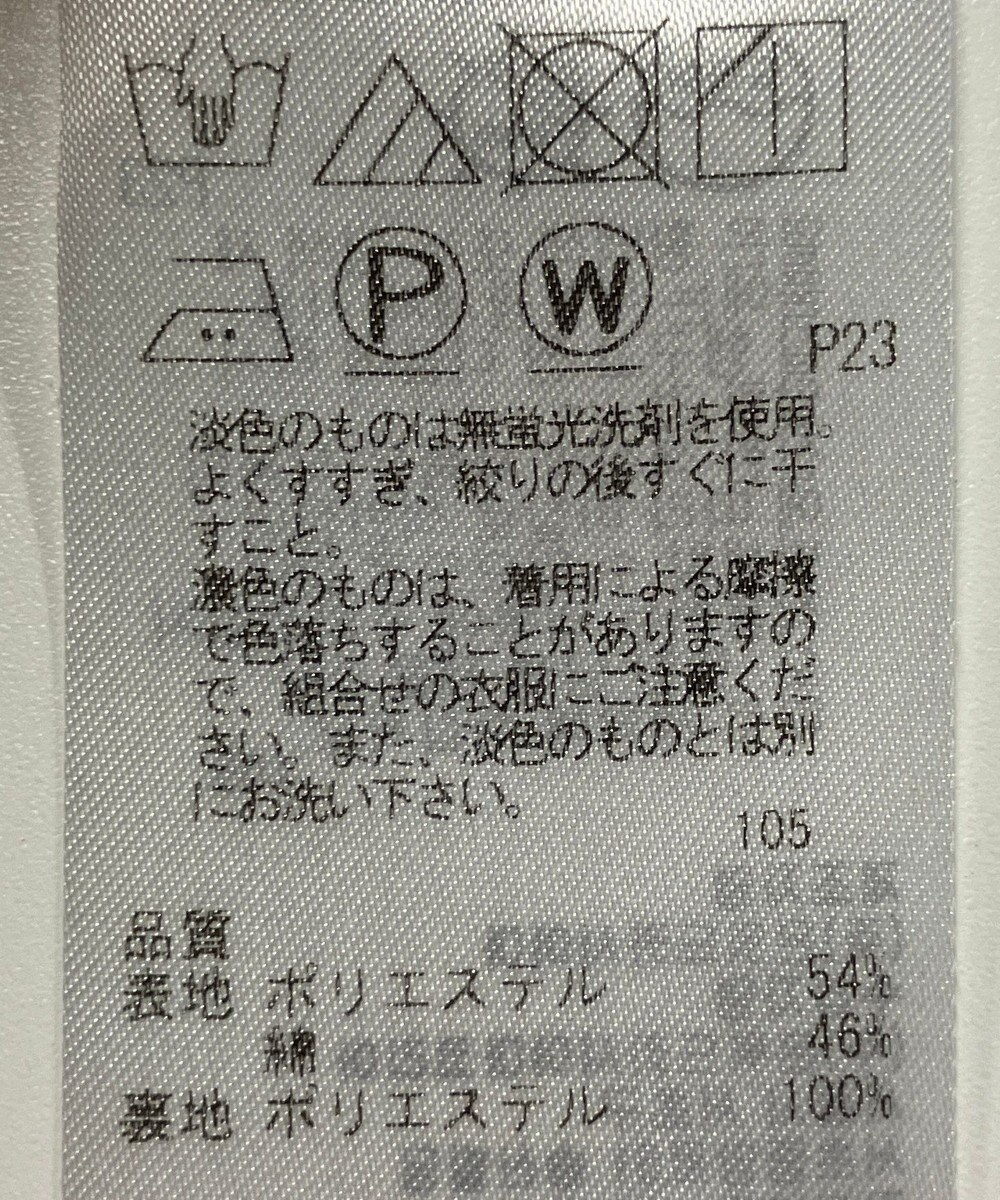 P W P23
淡色のものは無蛍光洗剤を使用。
よくすすぎ、絞りの後すぐに干
すこと。
濃色のものは、着用による摩擦
で色落ちすることがありますの
で、組合せの衣服にご注意くだ
さい。また、淡色のものとは別
にお洗い下さい。
105
品質
表地 ポリエステル 54%
綿 46%
裏地 ポリエステル 100%